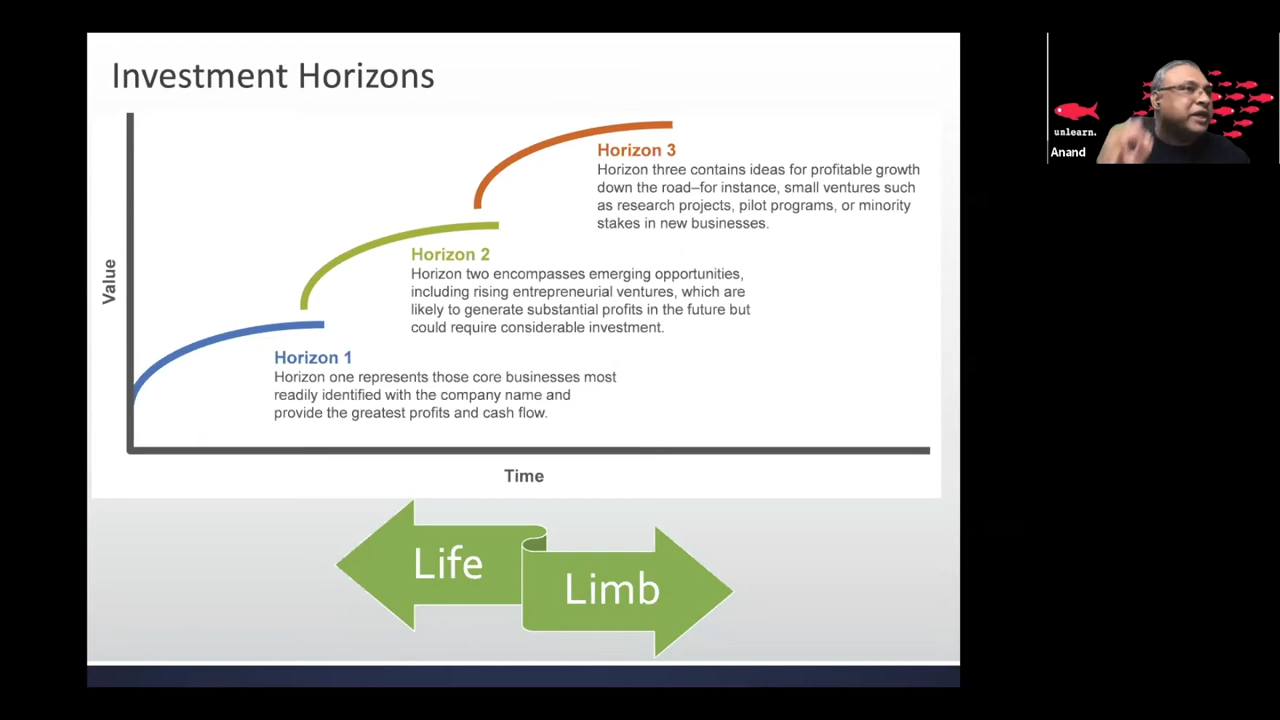 Investment Horizons
Value
Horizon 3
Horizon three contains ideas for profitable growth
down the road–for instance, small ventures such
as research projects, pilot programs, or minority
stakes in new businesses.
Horizon 2
Horizon two encompasses emerging opportunities,
including rising entrepreneurial ventures, which are
likely to generate substantial profits in the future but
could require considerable investment.
Horizon 1
Horizon one represents those core businesses most
readily identified with the company name and
provide the greatest profits and cash flow.
Time
Life
Limb
unlearn.
Anand